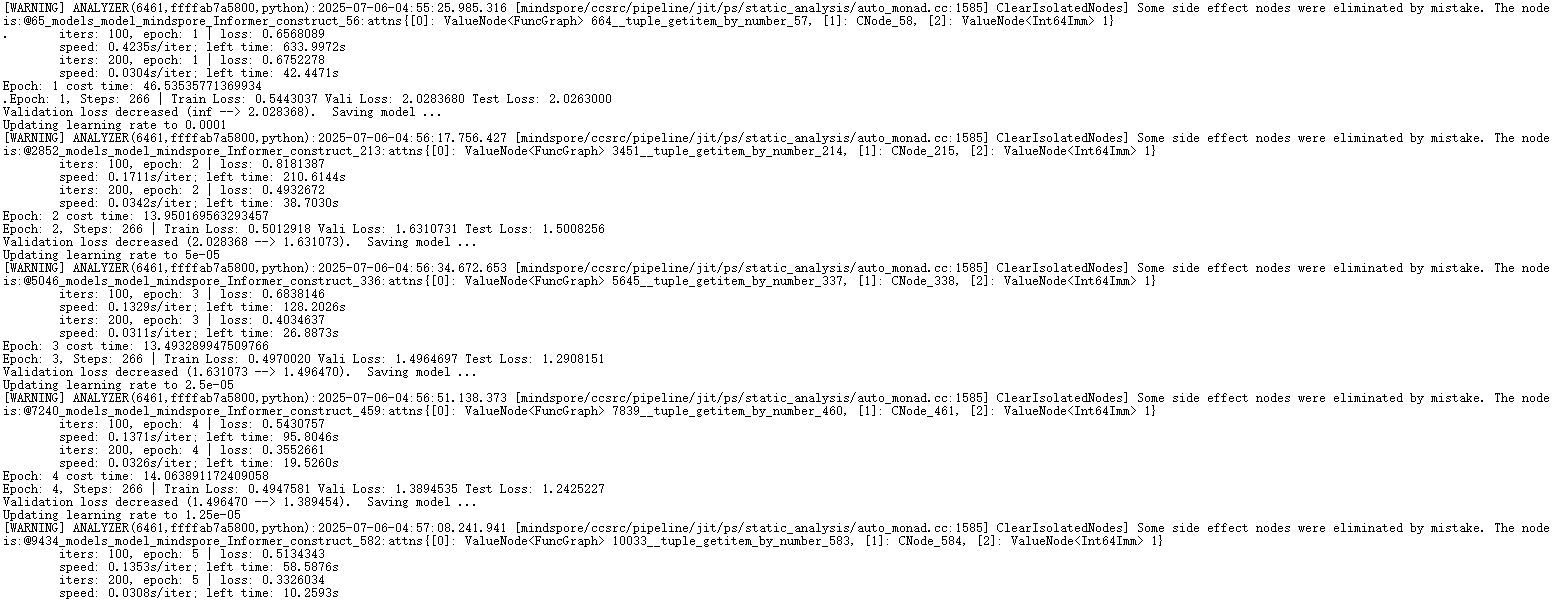 [WARNING] ANALYZER(6461,ffffab7a5800,python):2025-07-06-04:55:25.985.316 [mindspore/ccsrc/pipeline/jit/ps/static_analysis/auto_monad.cc:1585] ClearIsolatedNodes] Some side effect nodes were eliminated by mistake. The node
is:@65_models_model_mindspore_Informer_construct_56:attns{[0]: ValueNode<FuncGraph> 664__tuple_getitem_by_number_57, [1]: CNode_58, [2]: ValueNode<Int64Imm> 1}
.       iters: 100, epoch: 1 | loss: 0.6568089
        speed: 0.4235s/iter; left time: 633.9972s
        iters: 200, epoch: 1 | loss: 0.6752278
        speed: 0.0304s/iter; left time: 42.4471s
Epoch: 1 cost time: 46.53535771369934
.Epoch: 1, Steps: 266 | Train Loss: 0.5443037 Vali Loss: 2.0283680 Test Loss: 2.0263000
Validation loss decreased (inf --> 2.028368).  Saving model ...
Updating learning rate to 0.0001
[WARNING] ANALYZER(6461,ffffab7a5800,python):2025-07-06-04:56:17.756.427 [mindspore/ccsrc/pipeline/jit/ps/static_analysis/auto_monad.cc:1585] ClearIsolatedNodes] Some side effect nodes were eliminated by mistake. The node
is:@2852_models_model_mindspore_Informer_construct_213:attns{[0]: ValueNode<FuncGraph> 3451__tuple_getitem_by_number_214, [1]: CNode_215, [2]: ValueNode<Int64Imm> 1}
        iters: 100, epoch: 2 | loss: 0.8181387
        speed: 0.1711s/iter; left time: 210.6144s
        iters: 200, epoch: 2 | loss: 0.4932672
        speed: 0.0342s/iter; left time: 38.7030s
Epoch: 2 cost time: 13.950169563293457
Epoch: 2, Steps: 266 | Train Loss: 0.5012918 Vali Loss: 1.6310731 Test Loss: 1.5008256
Validation loss decreased (2.028368 --> 1.631073).  Saving model ...
Updating learning rate to 5e-05
[WARNING] ANALYZER(6461,ffffab7a5800,python):2025-07-06-04:56:34.672.653 [mindspore/ccsrc/pipeline/jit/ps/static_analysis/auto_monad.cc:1585] ClearIsolatedNodes] Some side effect nodes were eliminated by mistake. The node
is:@5046_models_model_mindspore_Informer_construct_336:attns{[0]: ValueNode<FuncGraph> 5645__tuple_getitem_by_number_337, [1]: CNode_338, [2]: ValueNode<Int64Imm> 1}
        iters: 100, epoch: 3 | loss: 0.6838146
        speed: 0.1329s/iter; left time: 128.2026s
        iters: 200, epoch: 3 | loss: 0.4034637
        speed: 0.0311s/iter; left time: 26.8873s
Epoch: 3 cost time: 13.493289947509766
Epoch: 3, Steps: 266 | Train Loss: 0.4970020 Vali Loss: 1.4964697 Test Loss: 1.2908151
Validation loss decreased (1.631073 --> 1.496470).  Saving model ...
Updating learning rate to 2.5e-05
[WARNING] ANALYZER(6461,ffffab7a5800,python):2025-07-06-04:56:51.138.373 [mindspore/ccsrc/pipeline/jit/ps/static_analysis/auto_monad.cc:1585] ClearIsolatedNodes] Some side effect nodes were eliminated by mistake. The node
is:@7240_models_model_mindspore_Informer_construct_459:attns{[0]: ValueNode<FuncGraph> 7839__tuple_getitem_by_number_460, [1]: CNode_461, [2]: ValueNode<Int64Imm> 1}
        iters: 100, epoch: 4 | loss: 0.5430757
        speed: 0.1371s/iter; left time: 95.8046s
        iters: 200, epoch: 4 | loss: 0.3552661
        speed: 0.0326s/iter; left time: 19.5260s
Epoch: 4 cost time: 14.063891172409058
Epoch: 4, Steps: 266 | Train Loss: 0.4947581 Vali Loss: 1.3894535 Test Loss: 1.2425227
Validation loss decreased (1.496470 --> 1.389454).  Saving model ...
Updating learning rate to 1.25e-05
[WARNING] ANALYZER(6461,ffffab7a5800,python):2025-07-06-04:57:08.241.941 [mindspore/ccsrc/pipeline/jit/ps/static_analysis/auto_monad.cc:1585] ClearIsolatedNodes] Some side effect nodes were eliminated by mistake. The node
is:@9434_models_model_mindspore_Informer_construct_582:attns{[0]: ValueNode<FuncGraph> 10033__tuple_getitem_by_number_583, [1]: CNode_584, [2]: ValueNode<Int64Imm> 1}
        iters: 100, epoch: 5 | loss: 0.5134343
        speed: 0.1353s/iter; left time: 58.5876s
        iters: 200, epoch: 5 | loss: 0.3326034
        speed: 0.0308s/iter; left time: 10.2593s